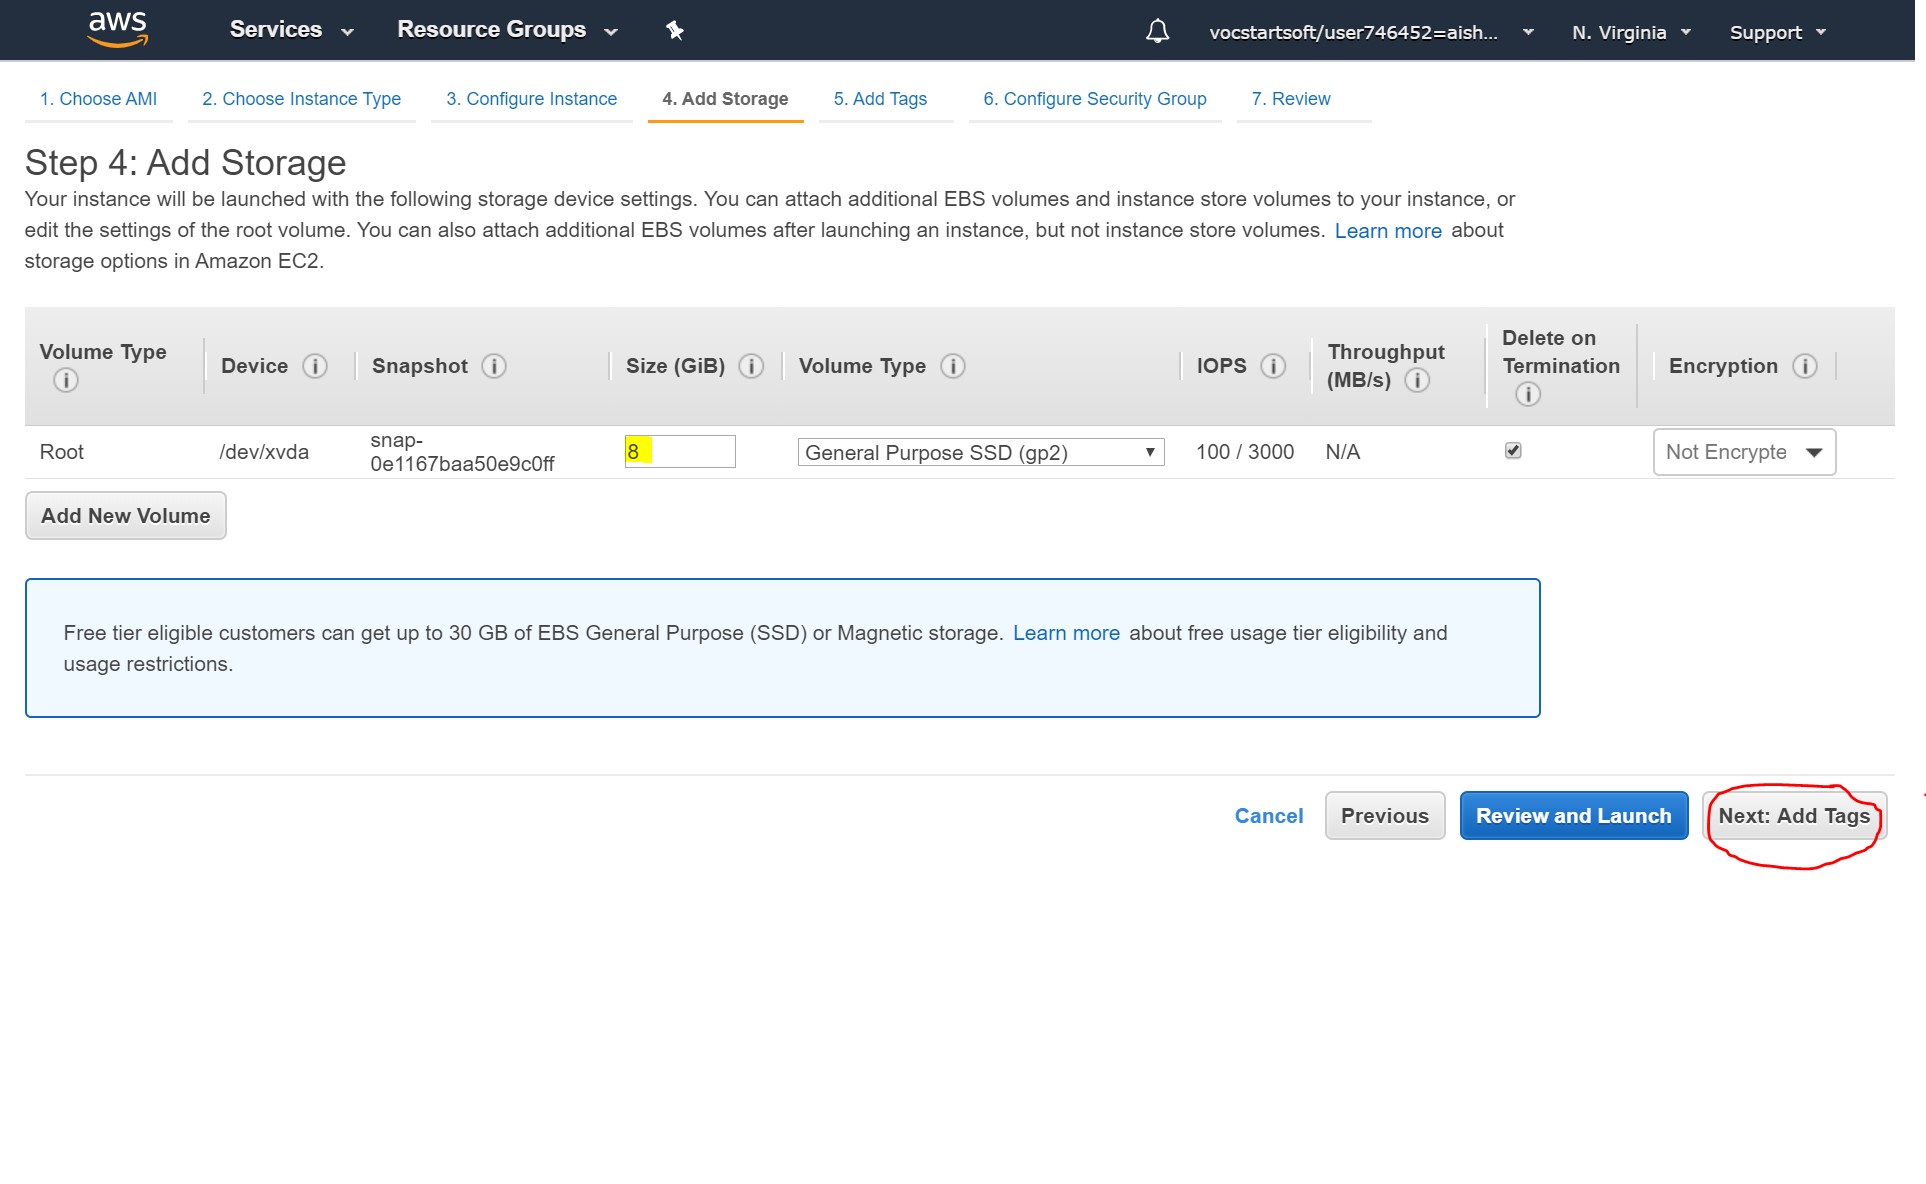 aws
Services
Resource Groups
vocstartsoft/user746452=aish...
N. Virginia
Support
1. Choose AMI
2. Choose Instance Type
3. Configure Instance
4. Add Storage
5. Add Tags
6. Configure Security Group
7. Review
Step 4: Add Storage
Your instance will be launched with the following storage device settings. You can attach additional EBS volumes and instance store volumes to your instance, or
edit the settings of the root volume. You can also attach additional EBS volumes after launching an instance, but not instance store volumes. Learn more about
storage options in Amazon EC2.
Volume Type
Device
Snapshot
Size (GiB)
Volume Type
IOPS
Throughput
(MB/s)
Delete on
Termination
Encryption
Root
/dev/xvda
snap-
0e1167baa50e9c0ff
8
General Purpose SSD (gp2)
100 / 3000
N/A
Not Encrypte
Add New Volume
Free tier eligible customers can get up to 30 GB of EBS General Purpose (SSD) or Magnetic storage. Learn more about free usage tier eligibility and
usage restrictions.
Cancel
Previous
Review and Launch
Next: Add Tags